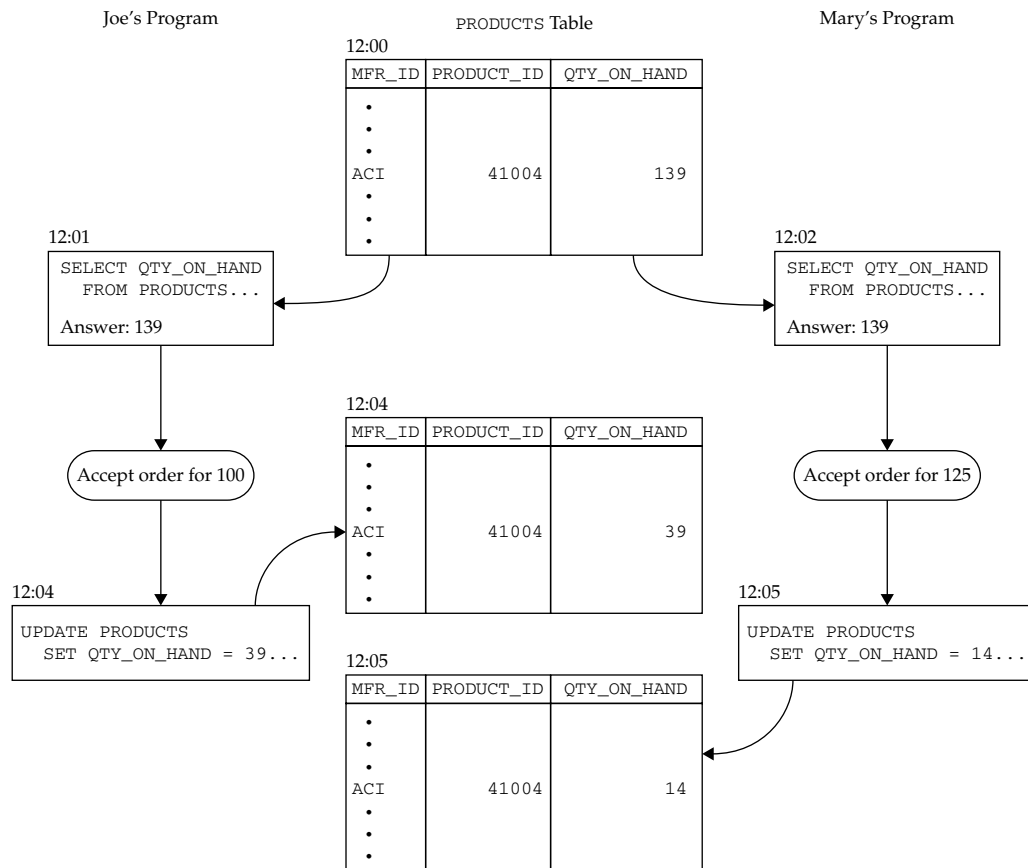 Joe's Program
PRODUCTS Table
Mary's Program
12:00
MFR_ID PRODUCT_ID QTY_ON_HAND
ACI 41004 139
12:01
SELECT QTY_ON_HAND
FROM PRODUCTS...
Answer: 139
12:02
SELECT QTY_ON_HAND
FROM PRODUCTS...
Answer: 139
Accept order for 100
12:04
MFR_ID PRODUCT_ID QTY_ON_HAND
ACI 41004 39
Accept order for 125
12:04
UPDATE PRODUCTS
SET QTY_ON_HAND = 39...
12:05
UPDATE PRODUCTS
SET QTY_ON_HAND = 14...
12:05
MFR_ID PRODUCT_ID QTY_ON_HAND
ACI 41004 14